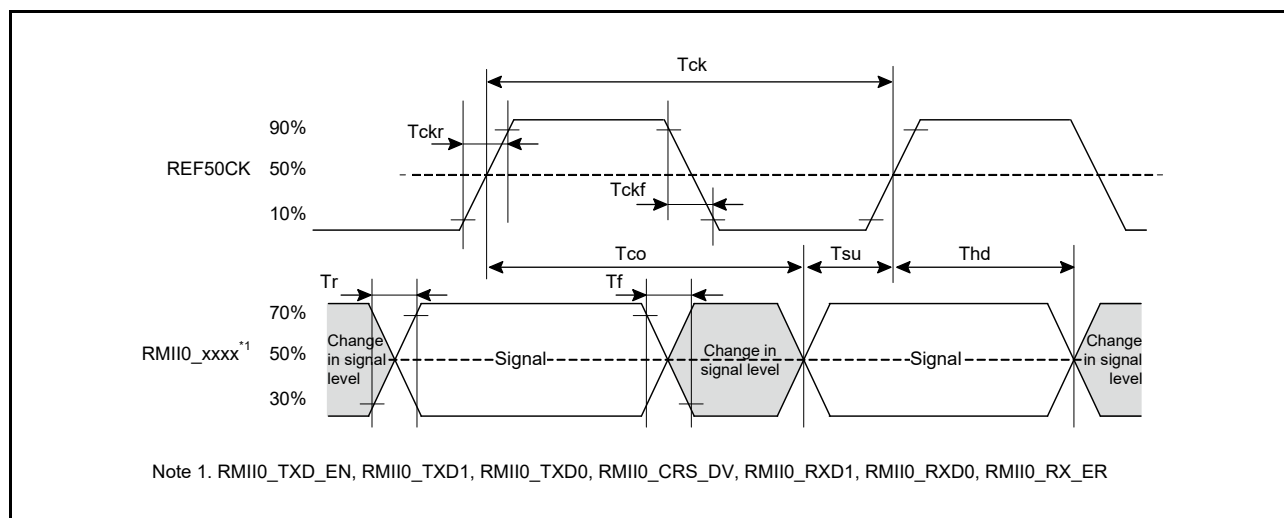 Tck
90%
Tckr
REF50CK 50%
Tckf
10%
Tco Tsu Thd
Tr Tf
70%
RMII0_xxxx*1 50%
Change in signal level
Signal
Change in signal level
Signal
Change in signal level
30%
Note 1. RMII0_TXD_EN, RMII0_TXD1, RMII0_TXD0, RMII0_CRS_DV, RMII0_RXD1, RMII0_RXD0, RMII0_RX_ER